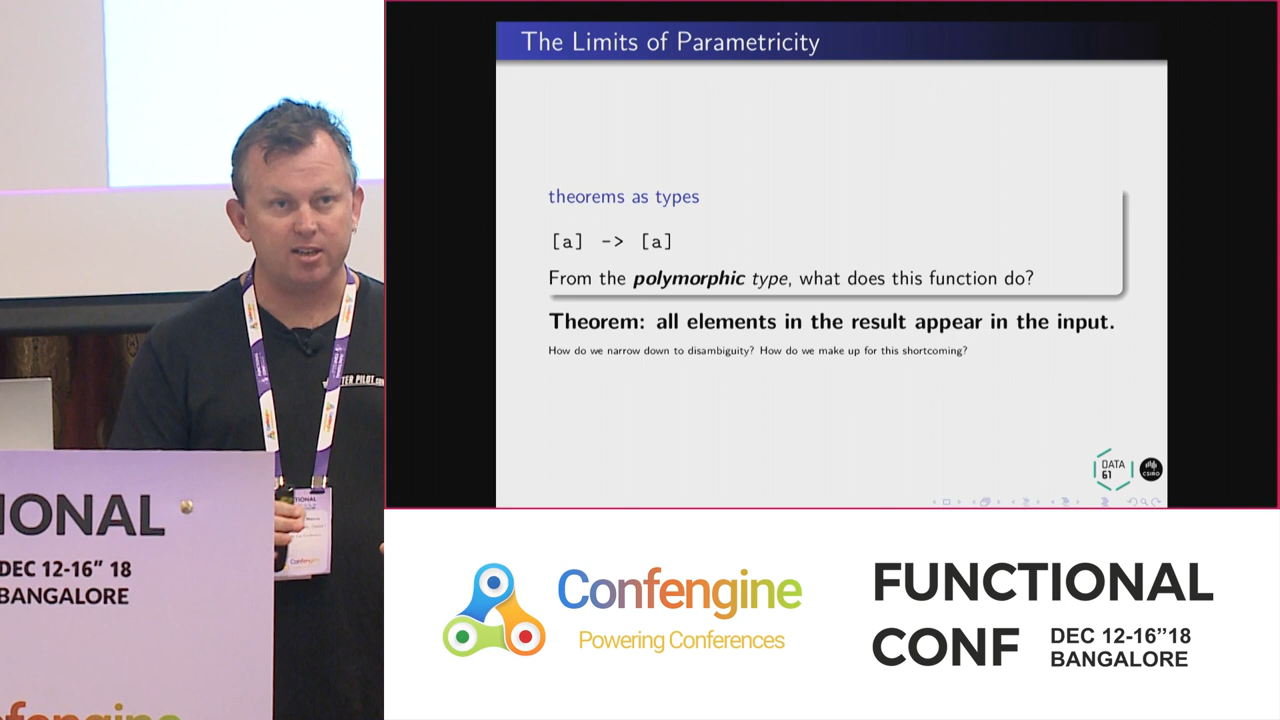 The Limits of Parametricity
theorems as types
[a] -> [a]
From the polymorphic type, what does this function do?
Theorem: all elements in the result appear in the input.
How do we narrow down to disambiguity? How do we make up for this shortcoming?
DATA
61
CSIRO
IONAL
DEC 12-16” 18
BANGALORE
Confengine
Powering Conferences
FUNCTIONAL
CONF
DEC 12-16”18
BANGALORE